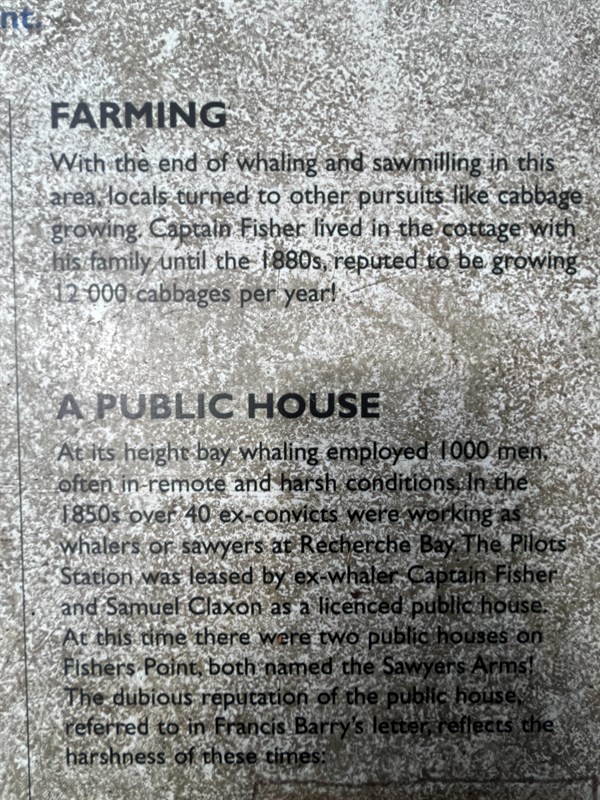 nt.
FARMING
With the end of whaling and sawmilling in this
area, locals turned to other pursuits like cabbage
growing. Captain Fisher lived in the cottage with
his family until the 1880s, reputed to be growing
12 000 cabbages per year!
A PUBLIC HOUSE
At its height bay whaling employed 1000 men,
often in remote and harsh conditions. In the
1850s over 40 ex-convicts were working as
whalers or sawyers at Recherche Bay. The Pilots
Station was leased by ex-whaler Captain Fisher
and Samuel Claxon as a licenced public house.
At this time there were two public houses on
Fishers Point, both named the Sawyers Arms!
The dubious reputation of the public house,
referred to in Francis Barry's letter, reflects the
harshness of these times: